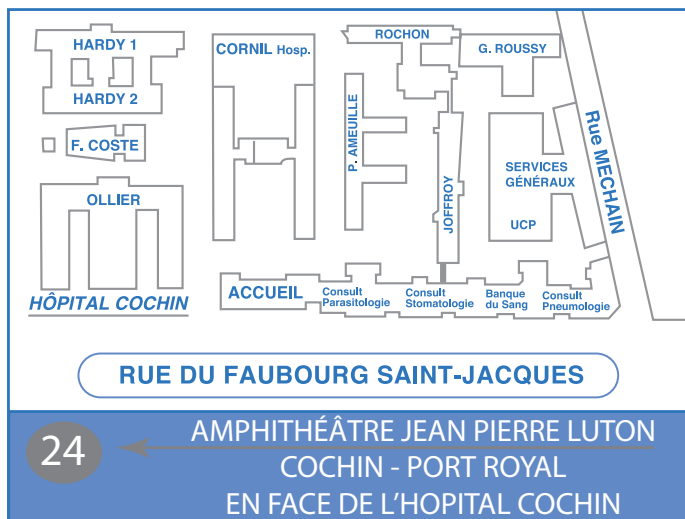 HARDY 1
HARDY 2
F. COSTE
OLLIER
HÔPITAL COCHIN
CORNIL Hosp.
P. AMEUILLE
ROCHON
G. ROUSSY
JOFFROY
SERVICES
GÉNÉRAUX
UCP
Rue MECHAIN
ACCUEIL
Consult
Parasitologie
Consult
Stomatologie
Banque
du Sang
Consult
Pneumologie
RUE DU FAUBOURG SAINT-JACQUES
24
AMPHITHÉÂTRE JEAN PIERRE LUTON
COCHIN - PORT ROYAL
EN FACE DE L'HOPITAL COCHIN